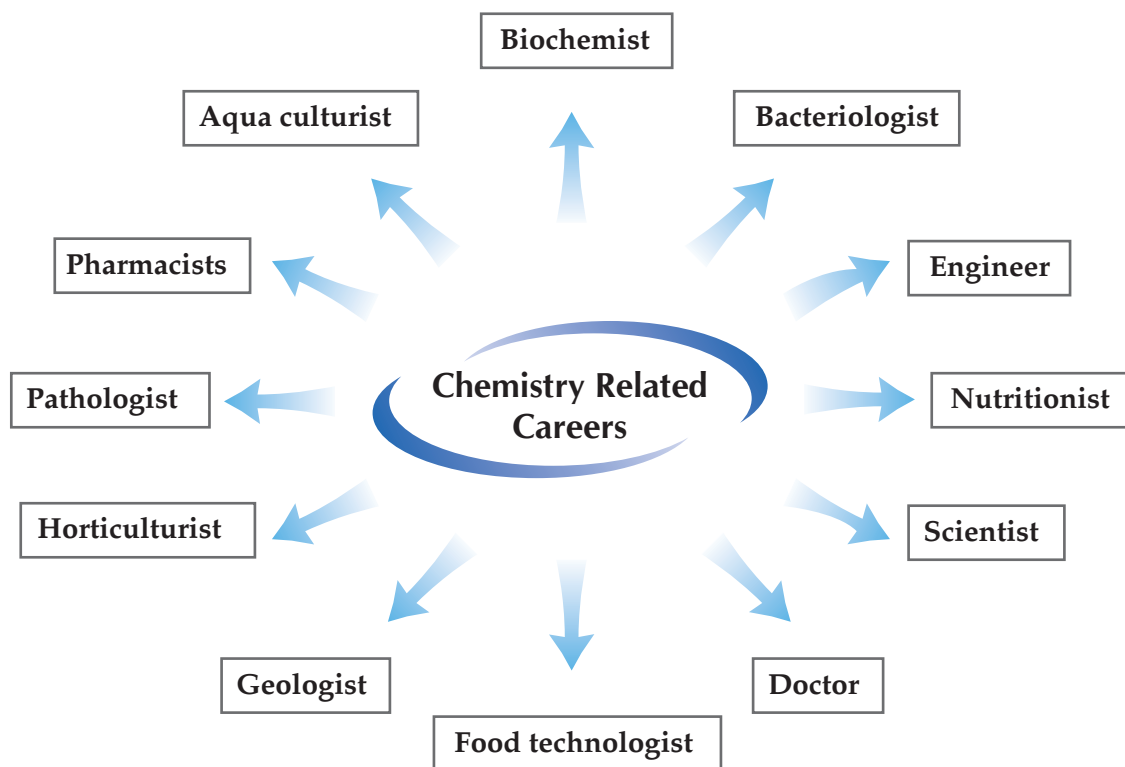 Biochemist
Aqua culturist
Bacteriologist
Pharmacists
Engineer
Chemistry Related
Careers
Pathologist
Nutritionist
Horticulturist
Scientist
Geologist
Doctor
Food technologist